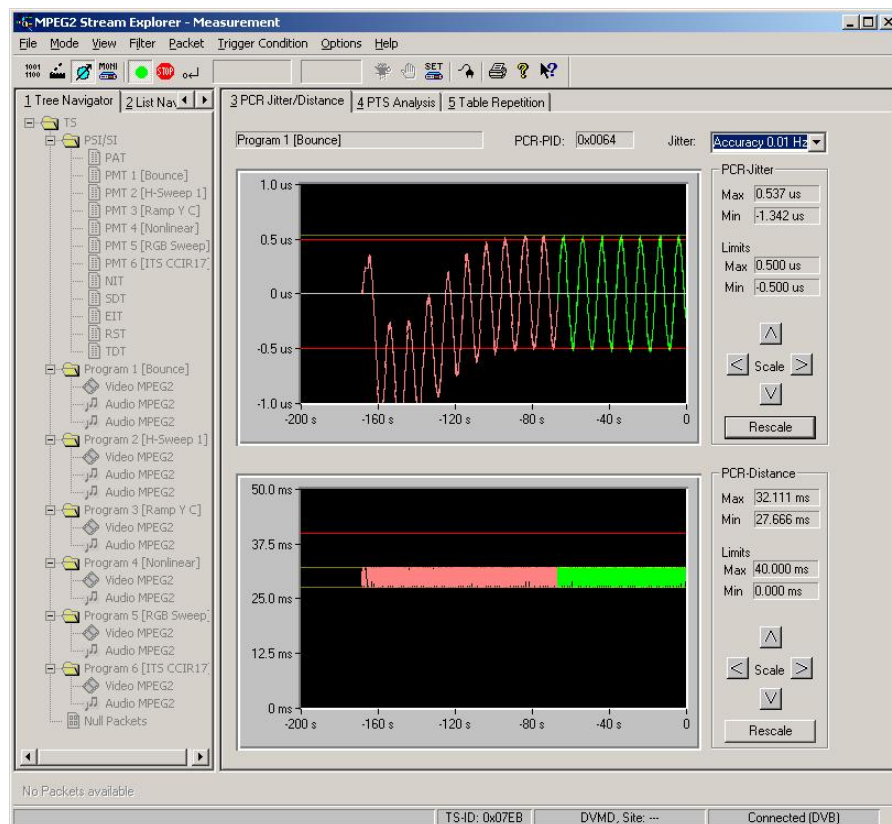 MPEG2 Stream Explorer - Measurement
File Mode View Filter Packet Trigger Condition Options Help
1001
1100
MONI
STOP
SET
1 Tree Navigator
2 List Nav
3 PCR Jitter/Distance
4 PTS Analysis
5 Table Repetition
TS
PSI/SI
PAT
PMT 1 [Bounce]
PMT 2 [H-Sweep 1]
PMT 3 [Ramp Y C]
PMT 4 [Nonlinear]
PMT 5 [RGB Sweep]
PMT 6 [ITS CCIR17]
NIT
SDT
EIT
RST
TDT
Program 1 [Bounce]
Video MPEG2
Audio MPEG2
Audio MPEG2
Program 2 [H-Sweep 1]
Video MPEG2
Audio MPEG2
Audio MPEG2
Program 3 [Ramp Y C]
Video MPEG2
Audio MPEG2
Program 4 [Nonlinear]
Video MPEG2
Audio MPEG2
Program 5 [RGB Sweep]
Video MPEG2
Audio MPEG2
Program 6 [ITS CCIR17]
Video MPEG2
Audio MPEG2
Null Packets
Program 1 [Bounce]
PCR-PID: 0x0064
Jitter: Accuracy 0.01 Hz
1.0 us
0.5 us
0 us
-0.5 us
-1.0 us
-200 s -160 s -120 s -80 s -40 s 0
PCR-Jitter
Max 0.537 us
Min -1.342 us
Limits
Max 0.500 us
Min -0.500 us
Scale
Rescale
50.0 ms
37.5 ms
25.0 ms
12.5 ms
0 ms
-200 s -160 s -120 s -80 s -40 s 0
PCR-Distance
Max 32.111 ms
Min 27.666 ms
Limits
Max 40.000 ms
Min 0.000 ms
Scale
Rescale
No Packets available
TS-ID: 0x07EB
DVMD, Site: ---
Connected (DVB)